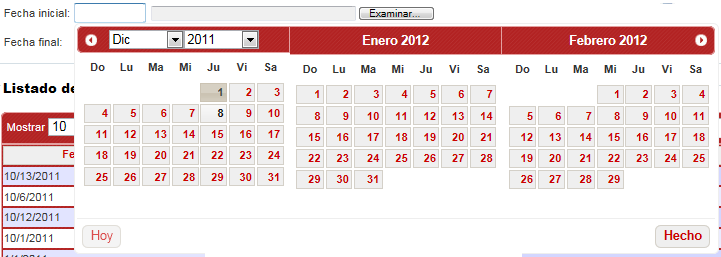 Fecha inicial: Examinar...
Fecha final:
Dic 2011 Enero 2012 Febrero 2012
Do Lu Ma Mi Ju Vi Sa Do Lu Ma Mi Ju Vi Sa Do Lu Ma Mi Ju Vi Sa
1 2 3 1 2 3 4 5 6 7 1 2 3 4
4 5 6 7 8 9 10 8 9 10 11 12 13 14 5 6 7 8 9 10 11
11 12 13 14 15 16 17 15 16 17 18 19 20 21 12 13 14 15 16 17 18
18 19 20 21 22 23 24 22 23 24 25 26 27 28 19 20 21 22 23 24 25
25 26 27 28 29 30 31 29 30 31 26 27 28 29
Hoy Hecho
Listado de
Mostrar 10
Fe
10/13/2011
10/6/2011
10/12/2011
10/1/2011